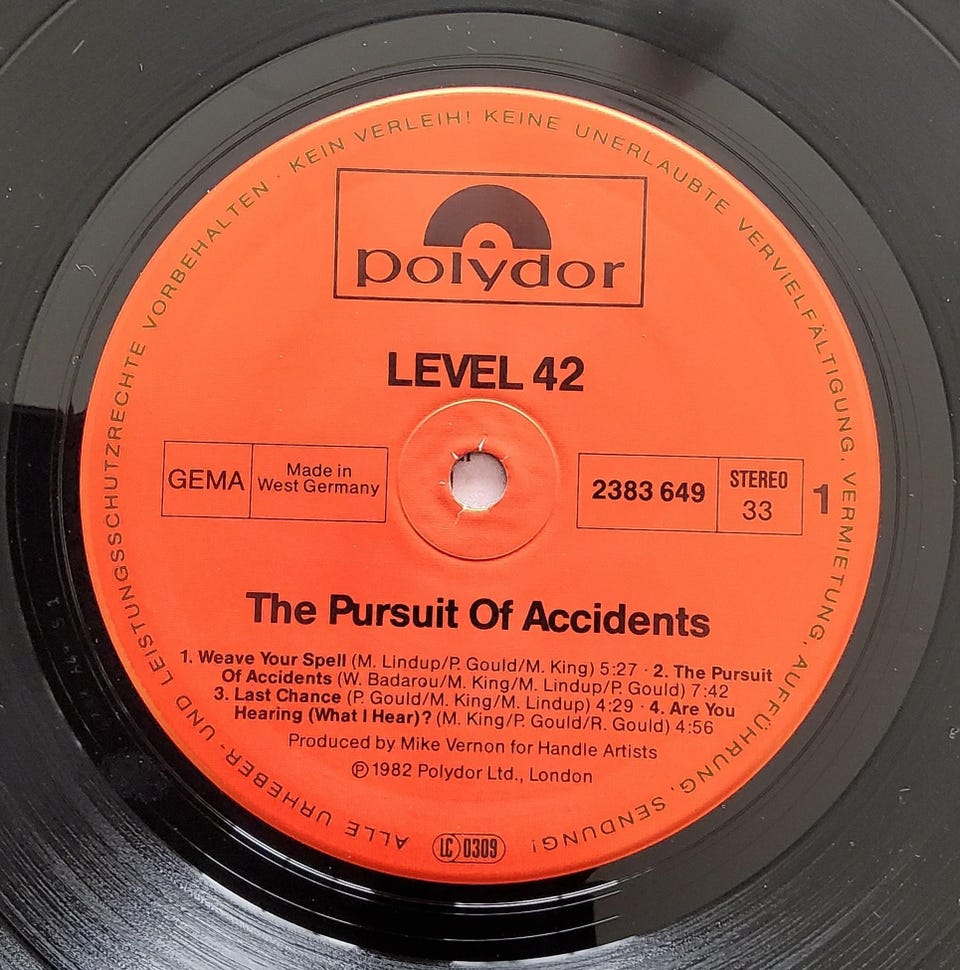 ALLE URHEBER- UND LEISTUNGSSCHUTZRECHTE VORBEHALTEN · KEIN VERLEIH! KEINE UNERLAUBTE VERVIELFÄLTIGUNG, VERMIETUNG, AUFFÜHRUNG, SENDUNG!
polydor
LEVEL 42
GEMA
Made in
West Germany
2383 649
STEREO
33
1
The Pursuit Of Accidents
1. Weave Your Spell (M. Lindup/P. Gould/M. King) 5:27 · 2. The Pursuit
Of Accidents (W. Badarou/M. King/M. Lindup/P. Gould) 7:42
3. Last Chance (P. Gould/M. King/M. Lindup) 4:29 · 4. Are You
Hearing (What I Hear)? (M. King/P. Gould/R. Gould) 4:56
Produced by Mike Vernon for Handle Artists
Ⓟ 1982 Polydor Ltd., London
LC 0309